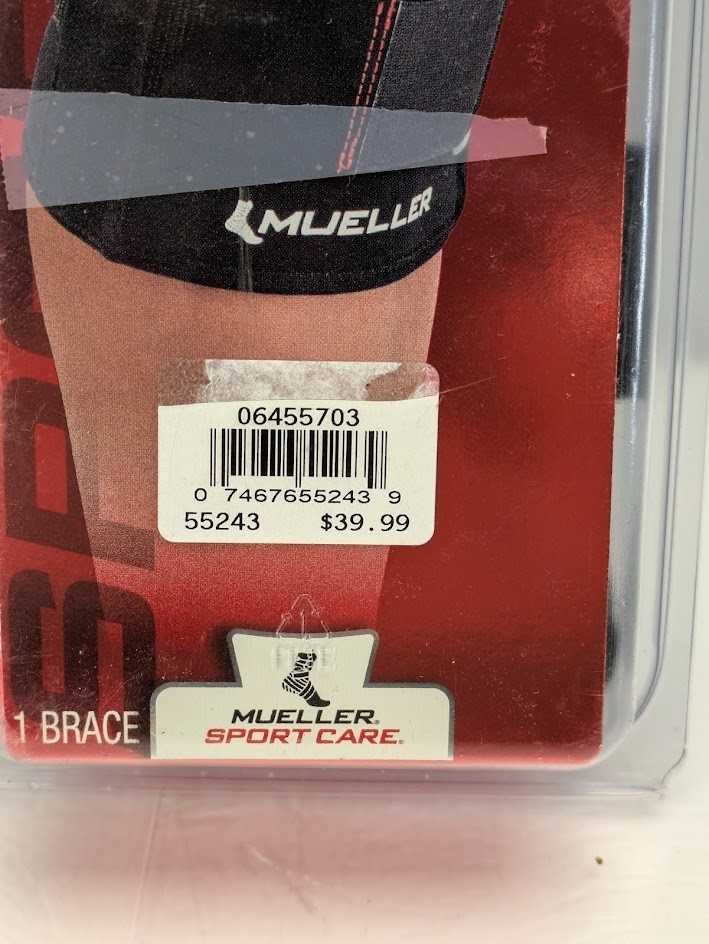 MUELLER
06455703
0 7467655243 9
55243 $39.99
1 BRACE
MUELLER®
SPORT CARE®